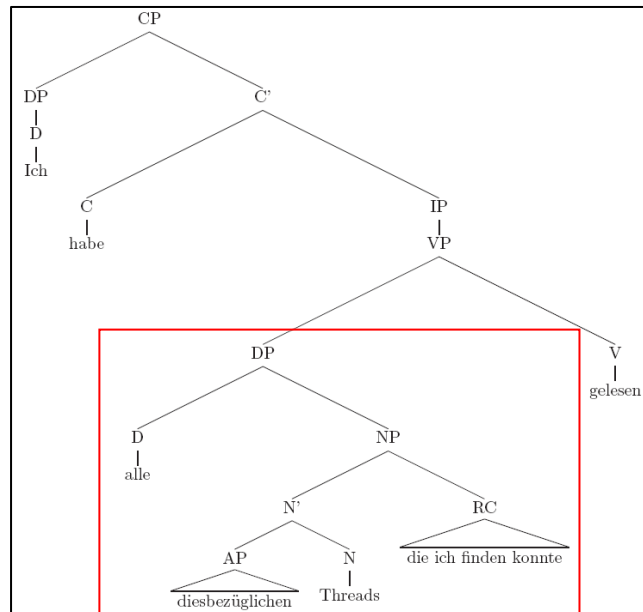 CP
DP C'
D
Ich
C IP
habe VP
DP V
gelesen
D NP
alle
N' RC
AP N die ich finden konnte
diesbezüglichen Threads